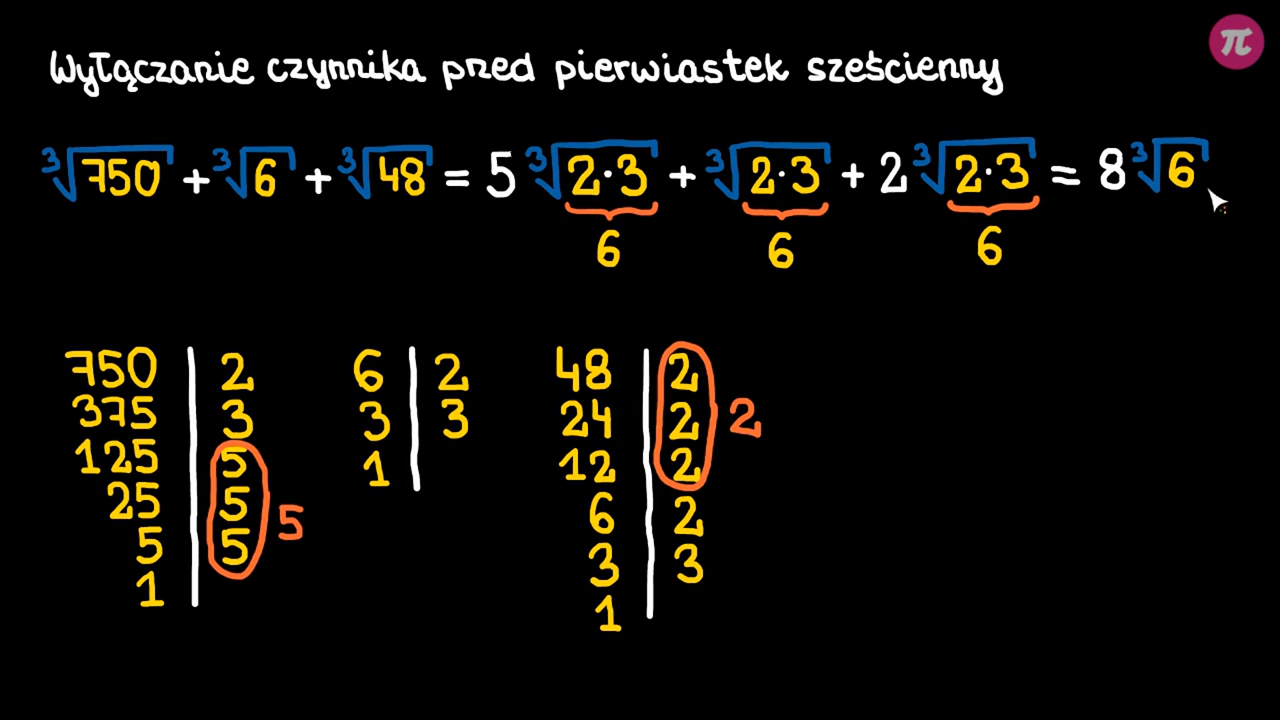 π
Wyłączanie czynnika przed pierwiastek sześcienny
∛750 + ∛6 + ∛48 = 5 ∛2·3 + ∛2·3 + 2 ∛2·3 = 8 ∛6
6 6 6
750 | 2
375 | 3
125 | 5
25 | 5
5 | 5
1 |
5
6 | 2
3 | 3
1 |
48 | 2
24 | 2
12 | 2
6 | 2
3 | 3
1 |
2